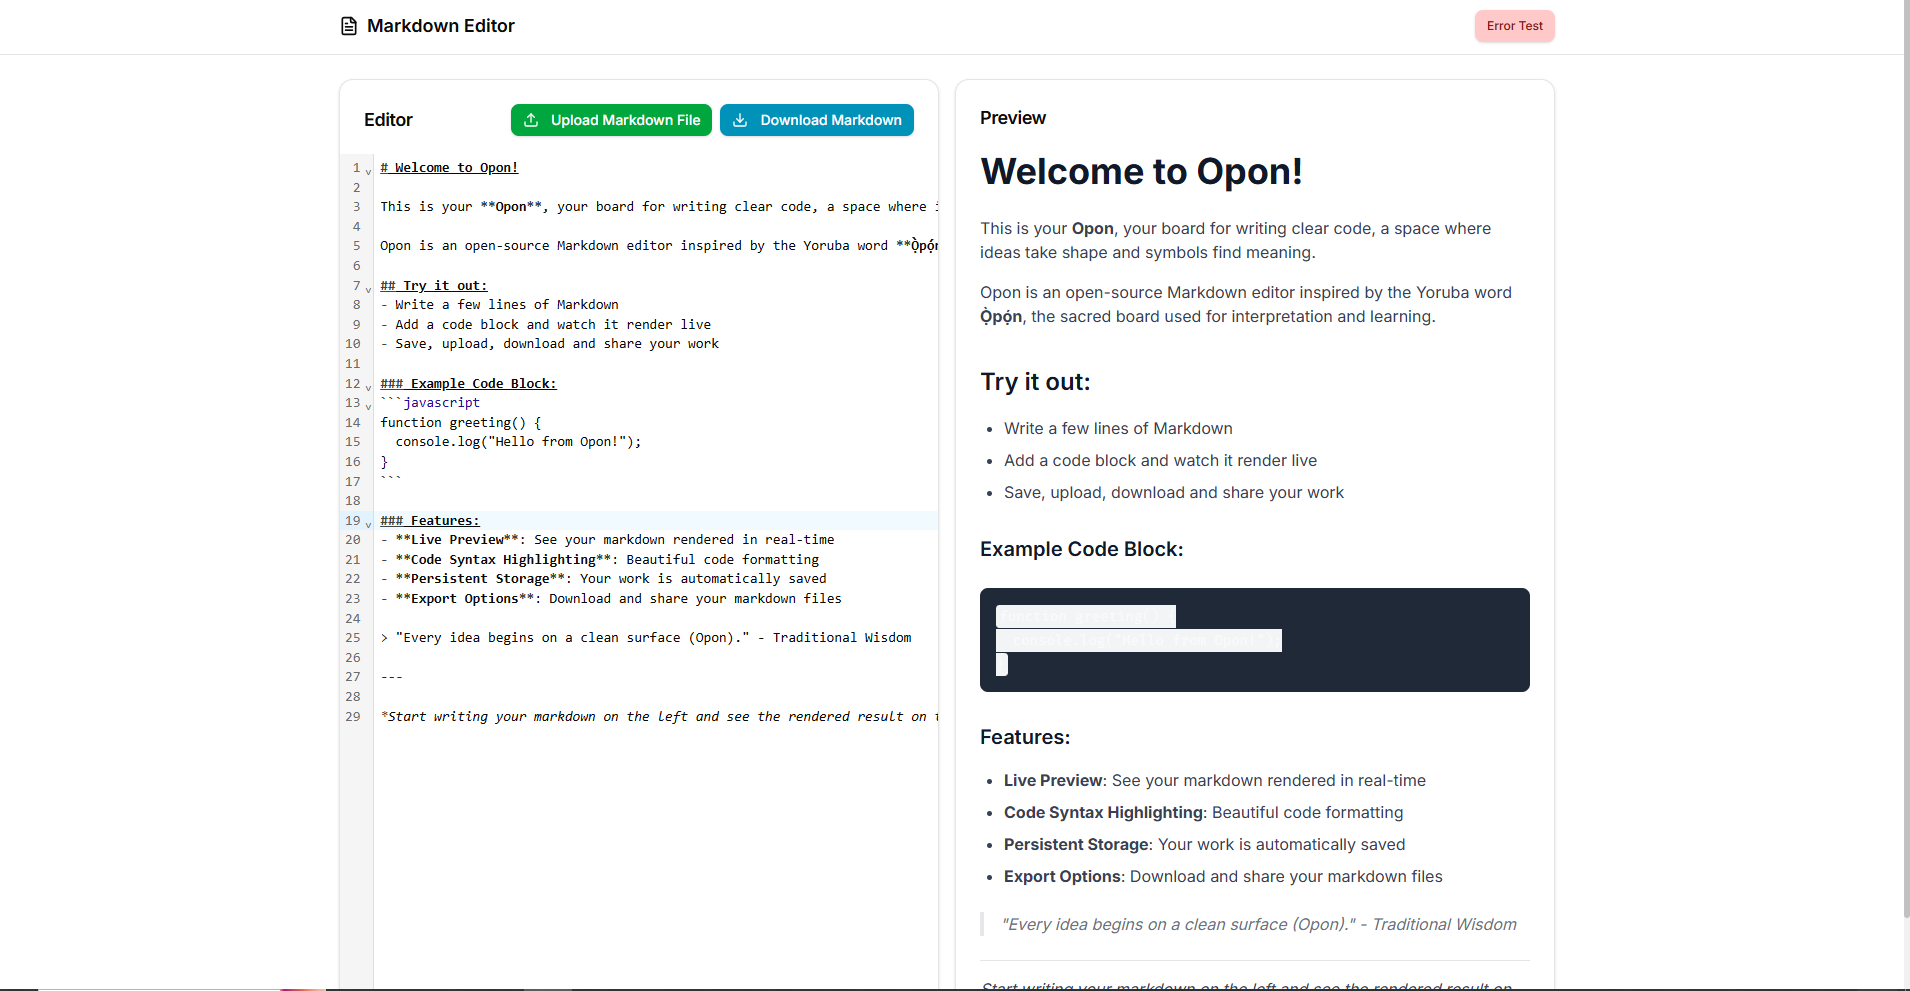 Markdown Editor
Error Test
Editor
Upload Markdown File
Download Markdown
1 # Welcome to Opon!
2
3 This is your **Opon**, your board for writing clear code, a space where
4
5 Opon is an open-source Markdown editor inspired by the Yoruba word **Ọ̀pọ́n
6
7 ## Try it out:
8 - Write a few lines of Markdown
9 - Add a code block and watch it render live
10 - Save, upload, download and share your work
11
12 ### Example Code Block:
13 ```javascript
14 function greeting() {
15   console.log("Hello from Opon!");
16 }
17 ```
18
19 ### Features:
20 - **Live Preview**: See your markdown rendered in real-time
21 - **Code Syntax Highlighting**: Beautiful code formatting
22 - **Persistent Storage**: Your work is automatically saved
23 - **Export Options**: Download and share your markdown files
24
25 > "Every idea begins on a clean surface (Opon)." - Traditional Wisdom
26
27 ---
28
29 *Start writing your markdown on the left and see the rendered result on
Preview
Welcome to Opon!
This is your Opon, your board for writing clear code, a space where
ideas take shape and symbols find meaning.
Opon is an open-source Markdown editor inspired by the Yoruba word
Ọ̀pọ́n, the sacred board used for interpretation and learning.
Try it out:
• Write a few lines of Markdown
• Add a code block and watch it render live
• Save, upload, download and share your work
Example Code Block:
function greeting() {
console.log("Hello from Opon!");
}
Features:
• Live Preview: See your markdown rendered in real-time
• Code Syntax Highlighting: Beautiful code formatting
• Persistent Storage: Your work is automatically saved
• Export Options: Download and share your markdown files
"Every idea begins on a clean surface (Opon)." - Traditional Wisdom
Start writing your markdown on the left and see the rendered result on